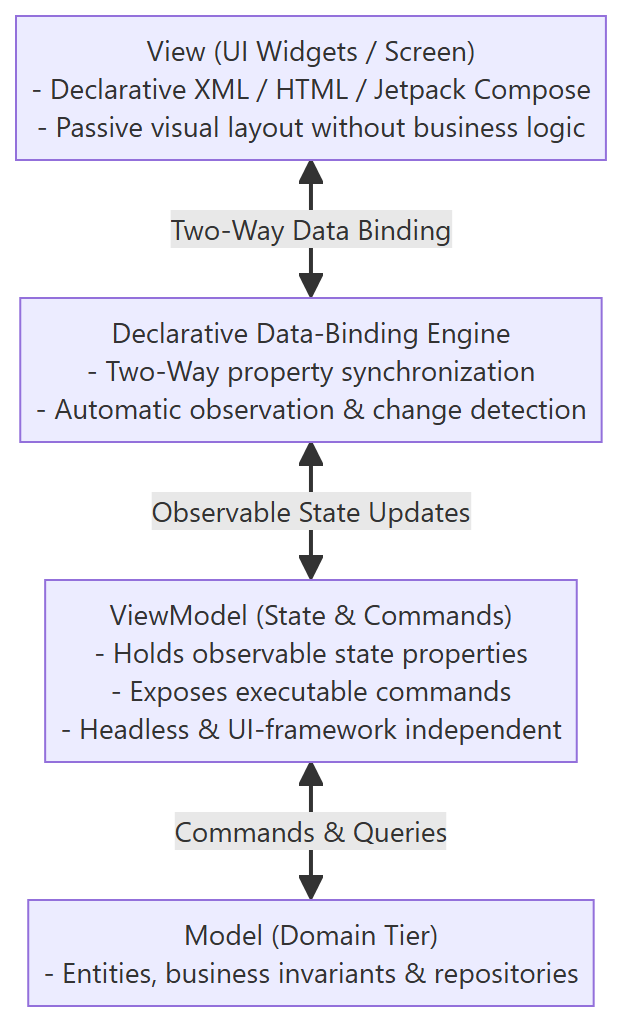 View (UI Widgets / Screen)
- Declarative XML / HTML / Jetpack Compose
- Passive visual layout without business logic
Two-Way Data Binding
Declarative Data-Binding Engine
- Two-Way property synchronization
- Automatic observation & change detection
Observable State Updates
ViewModel (State & Commands)
- Holds observable state properties
- Exposes executable commands
- Headless & UI-framework independent
Commands & Queries
Model (Domain Tier)
- Entities, business invariants & repositories